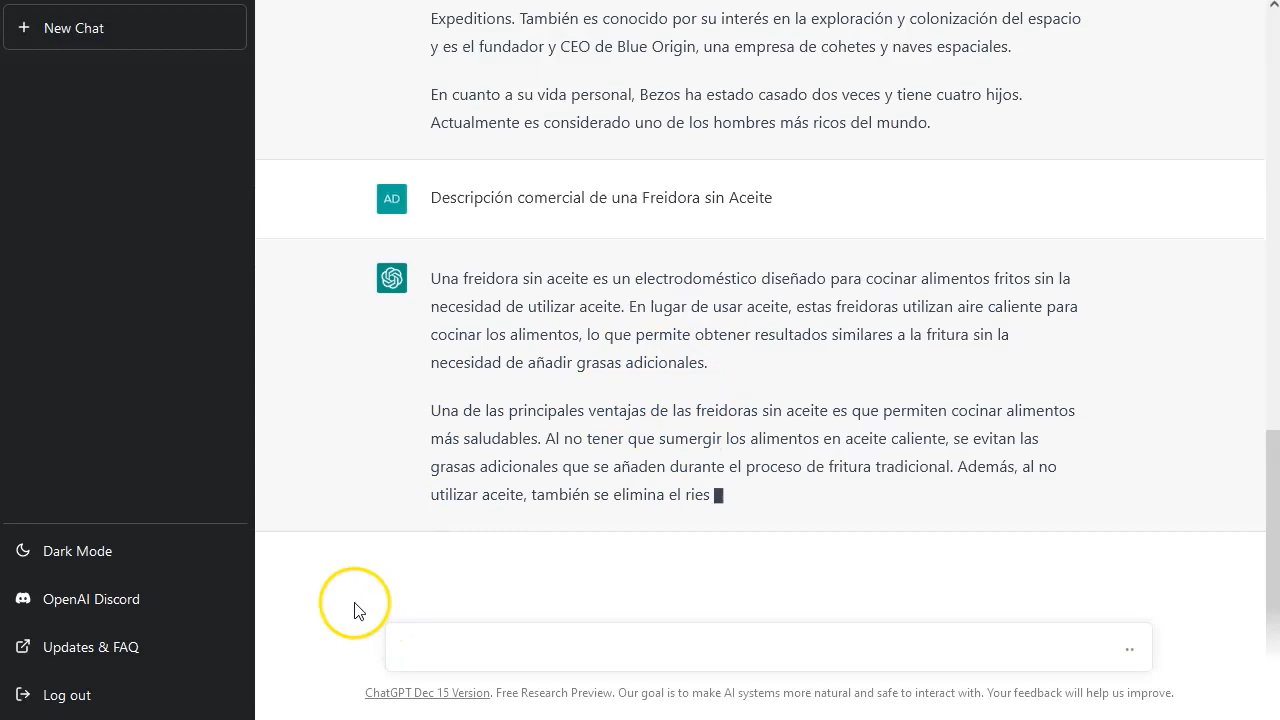 New Chat
Expeditions. También es conocido por su interés en la exploración y colonización del espacio
y es el fundador y CEO de Blue Origin, una empresa de cohetes y naves espaciales.
En cuanto a su vida personal, Bezos ha estado casado dos veces y tiene cuatro hijos.
Actualmente es considerado uno de los hombres más ricos del mundo.
AD
Descripción comercial de una Freidora sin Aceite
Una freidora sin aceite es un electrodoméstico diseñado para cocinar alimentos fritos sin la
necesidad de utilizar aceite. En lugar de usar aceite, estas freidoras utilizan aire caliente para
cocinar los alimentos, lo que permite obtener resultados similares a la fritura sin la
necesidad de añadir grasas adicionales.
Una de las principales ventajas de las freidoras sin aceite es que permiten cocinar alimentos
más saludables. Al no tener que sumergir los alimentos en aceite caliente, se evitan las
grasas adicionales que se añaden durante el proceso de fritura tradicional. Además, al no
utilizar aceite, también se elimina el ries
Dark Mode
OpenAI Discord
Updates & FAQ
Log out
ChatGPT Dec 15 Version. Free Research Preview. Our goal is to make AI systems more natural and safe to interact with. Your feedback will help us improve.